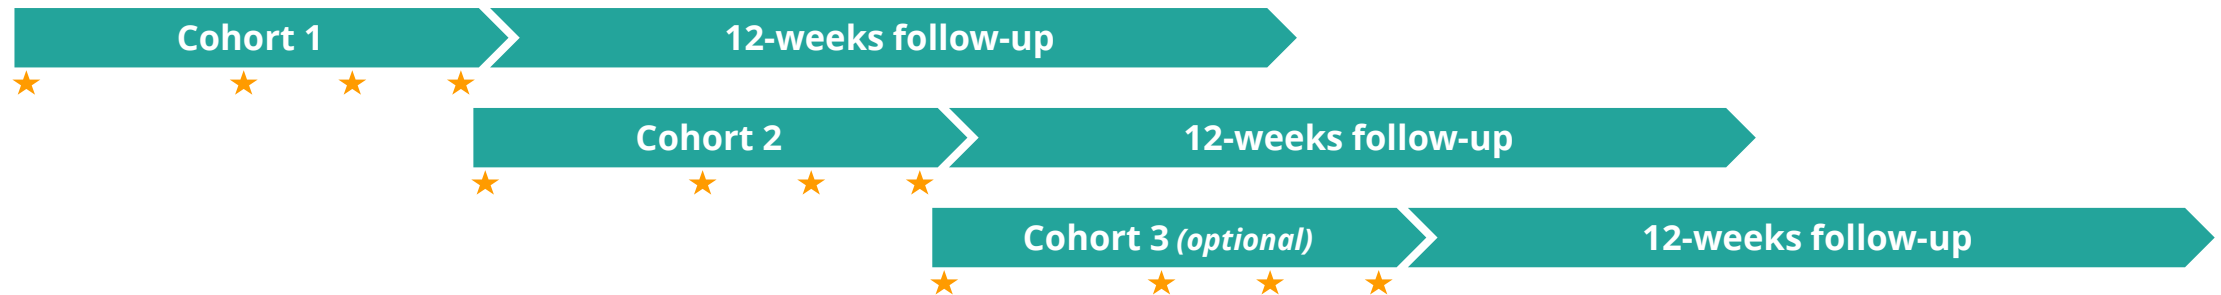 Cohort 1 12-weeks follow-up
Cohort 2 12-weeks follow-up
Cohort 3 (optional) 12-weeks follow-up